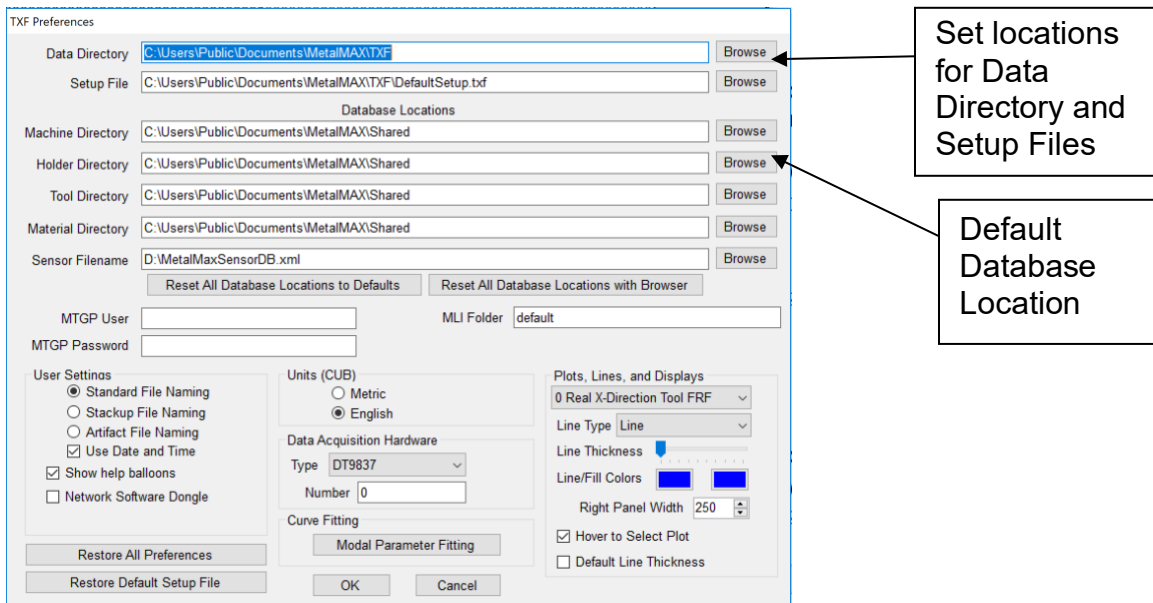 TXF Preferences
Data Directory C:\Users\Public\Documents\MetalMAX\TXF Browse
Setup File C:\Users\Public\Documents\MetalMAX\TXF\DefaultSetup.txf Browse
Database Locations
Machine Directory C:\Users\Public\Documents\MetalMAX\Shared Browse
Holder Directory C:\Users\Public\Documents\MetalMAX\Shared Browse
Tool Directory C:\Users\Public\Documents\MetalMAX\Shared Browse
Material Directory C:\Users\Public\Documents\MetalMAX\Shared Browse
Sensor Filename D:\MetalMaxSensorDB.xml Browse
Reset All Database Locations to Defaults Reset All Database Locations with Browser
MTGP User MLI Folder default
MTGP Password
User Settings
Standard File Naming
Stackup File Naming
Artifact File Naming
Use Date and Time
Show help balloons
Network Software Dongle
Restore All Preferences
Restore Default Setup File
Units (CUB)
Metric
English
Data Acquisition Hardware
Type DT9837
Number 0
Curve Fitting
Modal Parameter Fitting
OK Cancel
Plots, Lines, and Displays
0 Real X-Direction Tool FRF
Line Type Line
Line Thickness
Line/Fill Colors
Right Panel Width 250
Hover to Select Plot
Default Line Thickness
Set locations
for Data
Directory and
Setup Files
Default
Database
Location